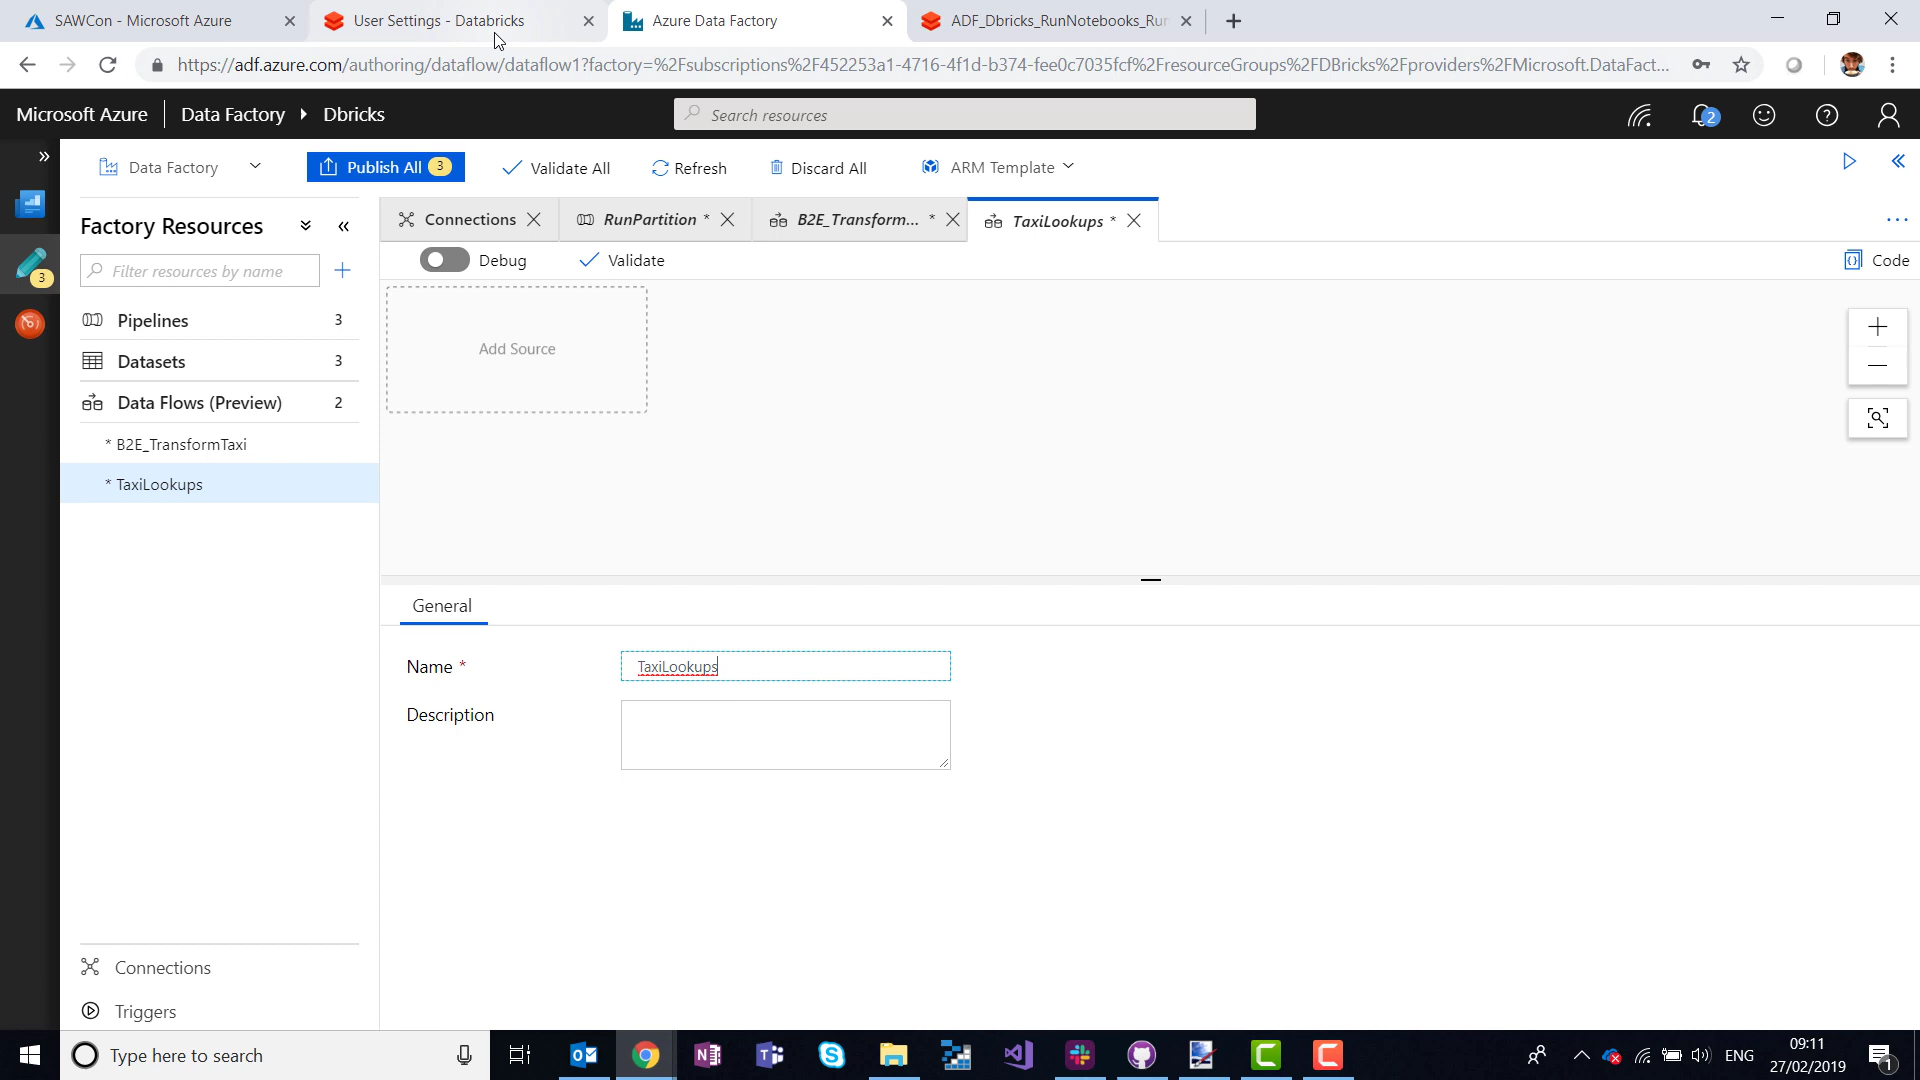 SAWCon - Microsoft Azure
User Settings - Databricks
Azure Data Factory
ADF_Dbricks_RunNotebooks_Run
https://adf.azure.com/authoring/dataflow/dataflow1?factory=%2Fsubscriptions%2F452253a1-4716-4f1d-b374-fee0c7035fcf%2FresourceGroups%2FDBricks%2Fproviders%2FMicrosoft.DataFact...
Microsoft Azure
Data Factory
Dbricks
Search resources
2
Data Factory
Publish All 3
Validate All
Refresh
Discard All
ARM Template
Factory Resources
Connections
RunPartition *
B2E_Transform... *
TaxiLookups *
Debug
Validate
Code
Filter resources by name
3
Pipelines 3
Datasets 3
Data Flows (Preview) 2
* B2E_TransformTaxi
* TaxiLookups
Add Source
General
Name *
TaxiLookups
Description
Connections
Triggers
Type here to search
ENG
09:11
27/02/2019
1